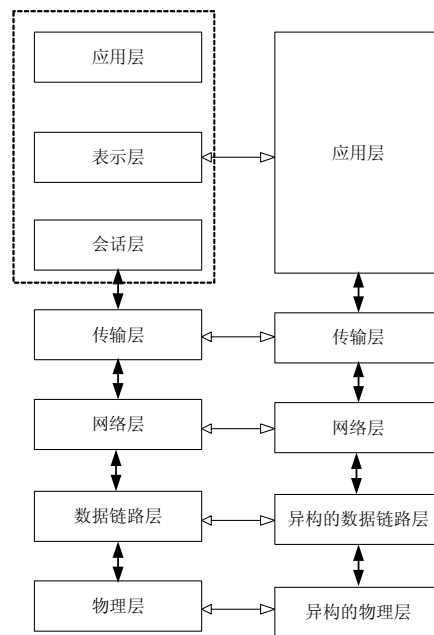 应用层
表示层
会话层
传输层
网络层
数据链路层
物理层
应用层
传输层
网络层
异构的数据链路层
异构的物理层